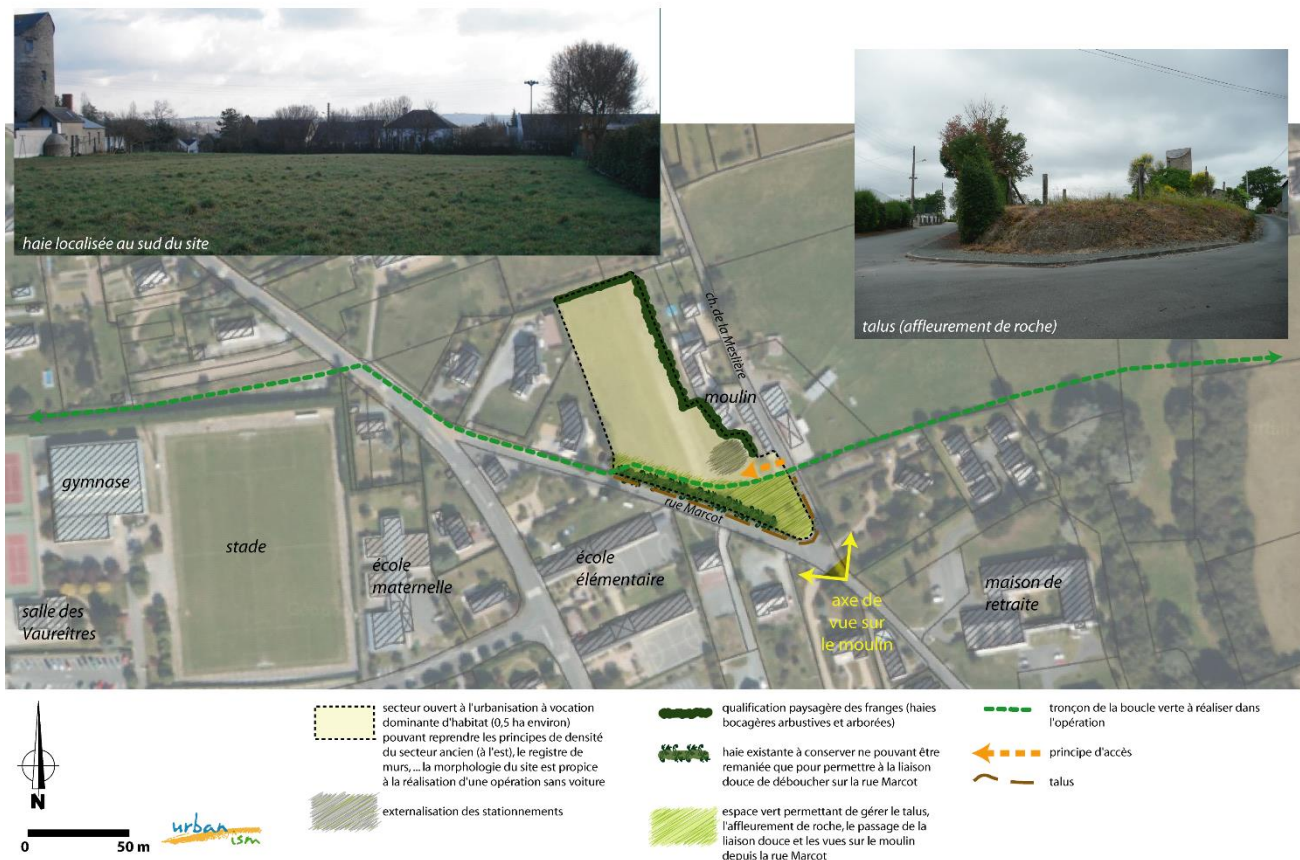 haie localisée au sud du site
talus (affleurement de roche)
ch. de la Meslière
moulin
rue Marcot
gymnase
stade
école
maternelle
école
élémentaire
salle des
Vaureîtres
maison de
retraite
axe de
vue sur
le moulin
N
0 50 m
urban
ism
secteur ouvert à l'urbanisation à vocation
dominante d'habitat (0,5 ha environ)
pouvant reprendre les principes de densité
du secteur ancien (à l'est), le registre de
murs, ... la morphologie du site est propice
à la réalisation d'une opération sans voiture
externalisation des stationnements
qualification paysagère des franges (haies
bocagères arbustives et arborées)
haie existante à conserver ne pouvant être
remaniée que pour permettre à la liaison
douce de déboucher sur la rue Marcot
espace vert permettant de gérer le talus,
l'affleurement de roche, le passage de la
liaison douce et les vues sur le moulin
depuis la rue Marcot
tronçon de la boucle verte à réaliser dans
l'opération
principe d'accès
talus